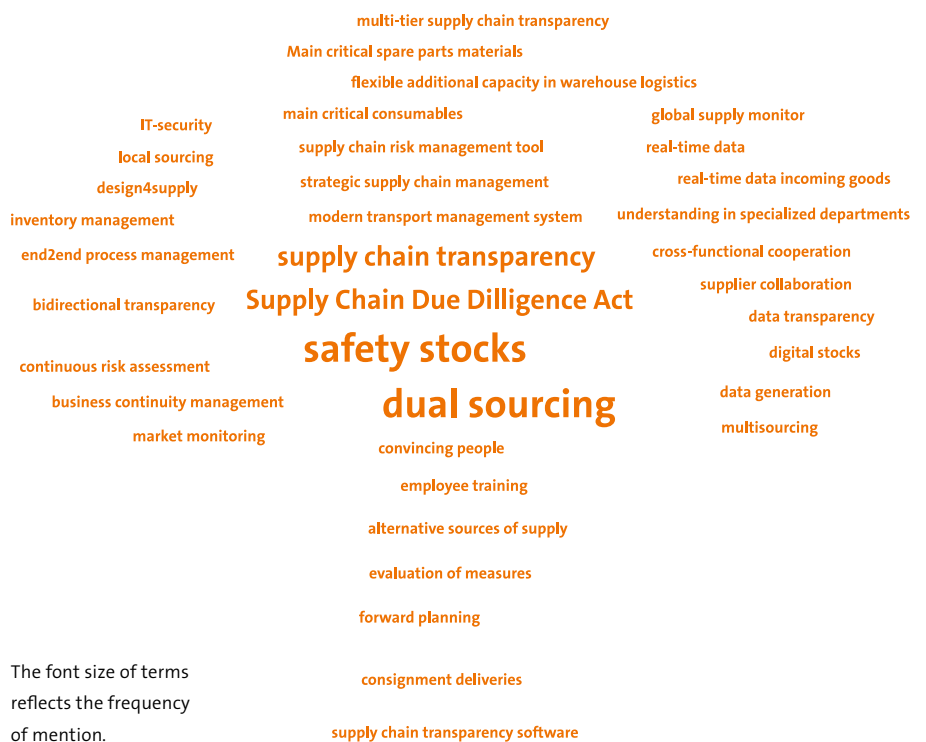 multi-tier supply chain transparency
Main critical spare parts materials
flexible additional capacity in warehouse logistics
main critical consumables
global supply monitor
IT-security
supply chain risk management tool
real-time data
local sourcing
strategic supply chain management
real-time data incoming goods
design4supply
modern transport management system
understanding in specialized departments
inventory management
supply chain transparency
cross-functional cooperation
end2end process management
supplier collaboration
Supply Chain Due Dilligence Act
bidirectional transparency
data transparency
safety stocks
digital stocks
continuous risk assessment
data generation
business continuity management
dual sourcing
multisourcing
market monitoring
convincing people
employee training
alternative sources of supply
evaluation of measures
forward planning
consignment deliveries
supply chain transparency software
The font size of terms
reflects the frequency
of mention.